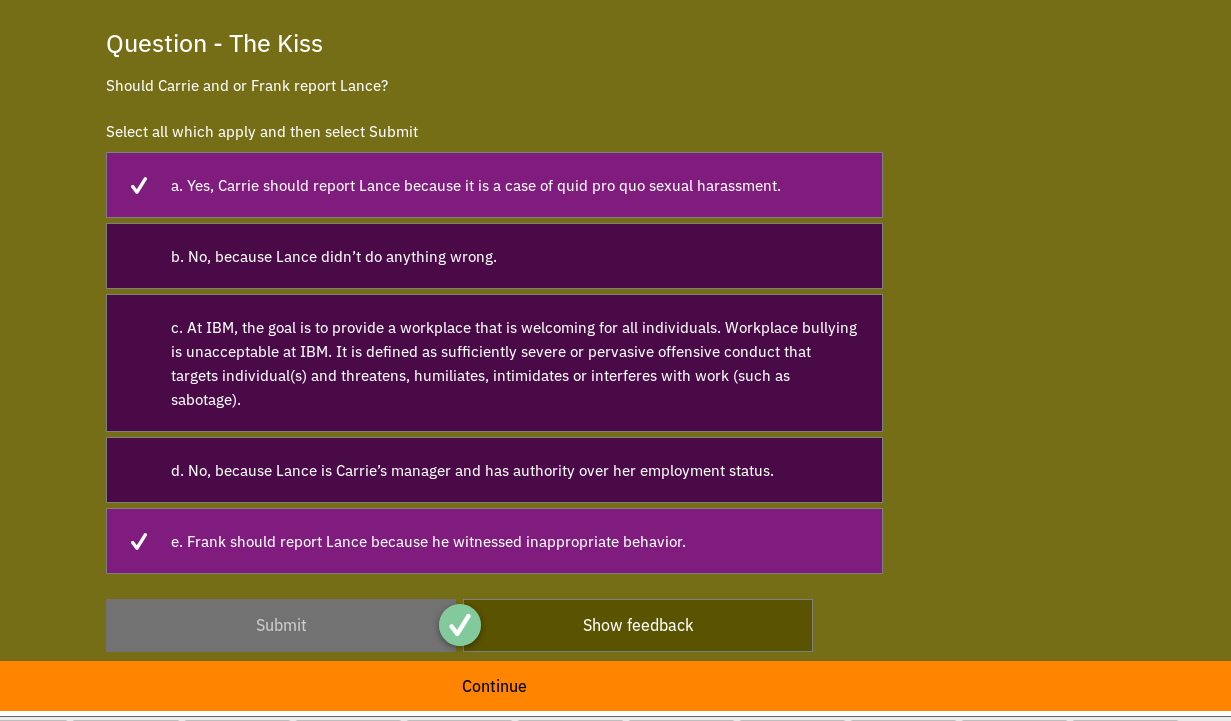 Question - The Kiss
Should Carrie and or Frank report Lance?
Select all which apply and then select Submit
a. Yes, Carrie should report Lance because it is a case of quid pro quo sexual harassment.
b. No, because Lance didn’t do anything wrong.
c. At IBM, the goal is to provide a workplace that is welcoming for all individuals. Workplace bullying
is unacceptable at IBM. It is defined as sufficiently severe or pervasive offensive conduct that
targets individual(s) and threatens, humiliates, intimidates or interferes with work (such as
sabotage).
d. No, because Lance is Carrie’s manager and has authority over her employment status.
e. Frank should report Lance because he witnessed inappropriate behavior.
Submit
Show feedback
Continue